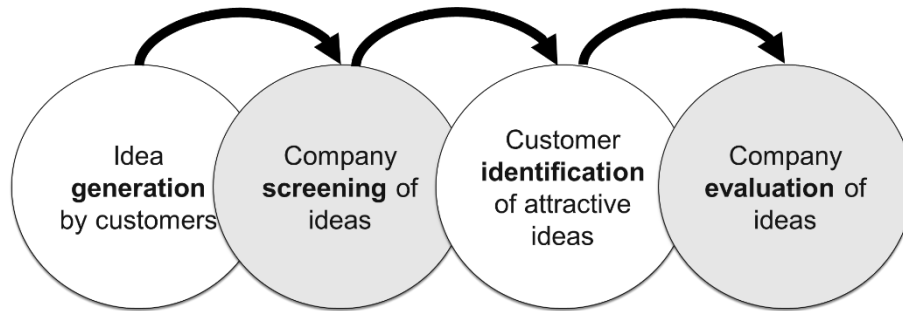 Idea
generation
by customers
Company
screening of
ideas
Customer
identification
of attractive
ideas
Company
evaluation of
ideas